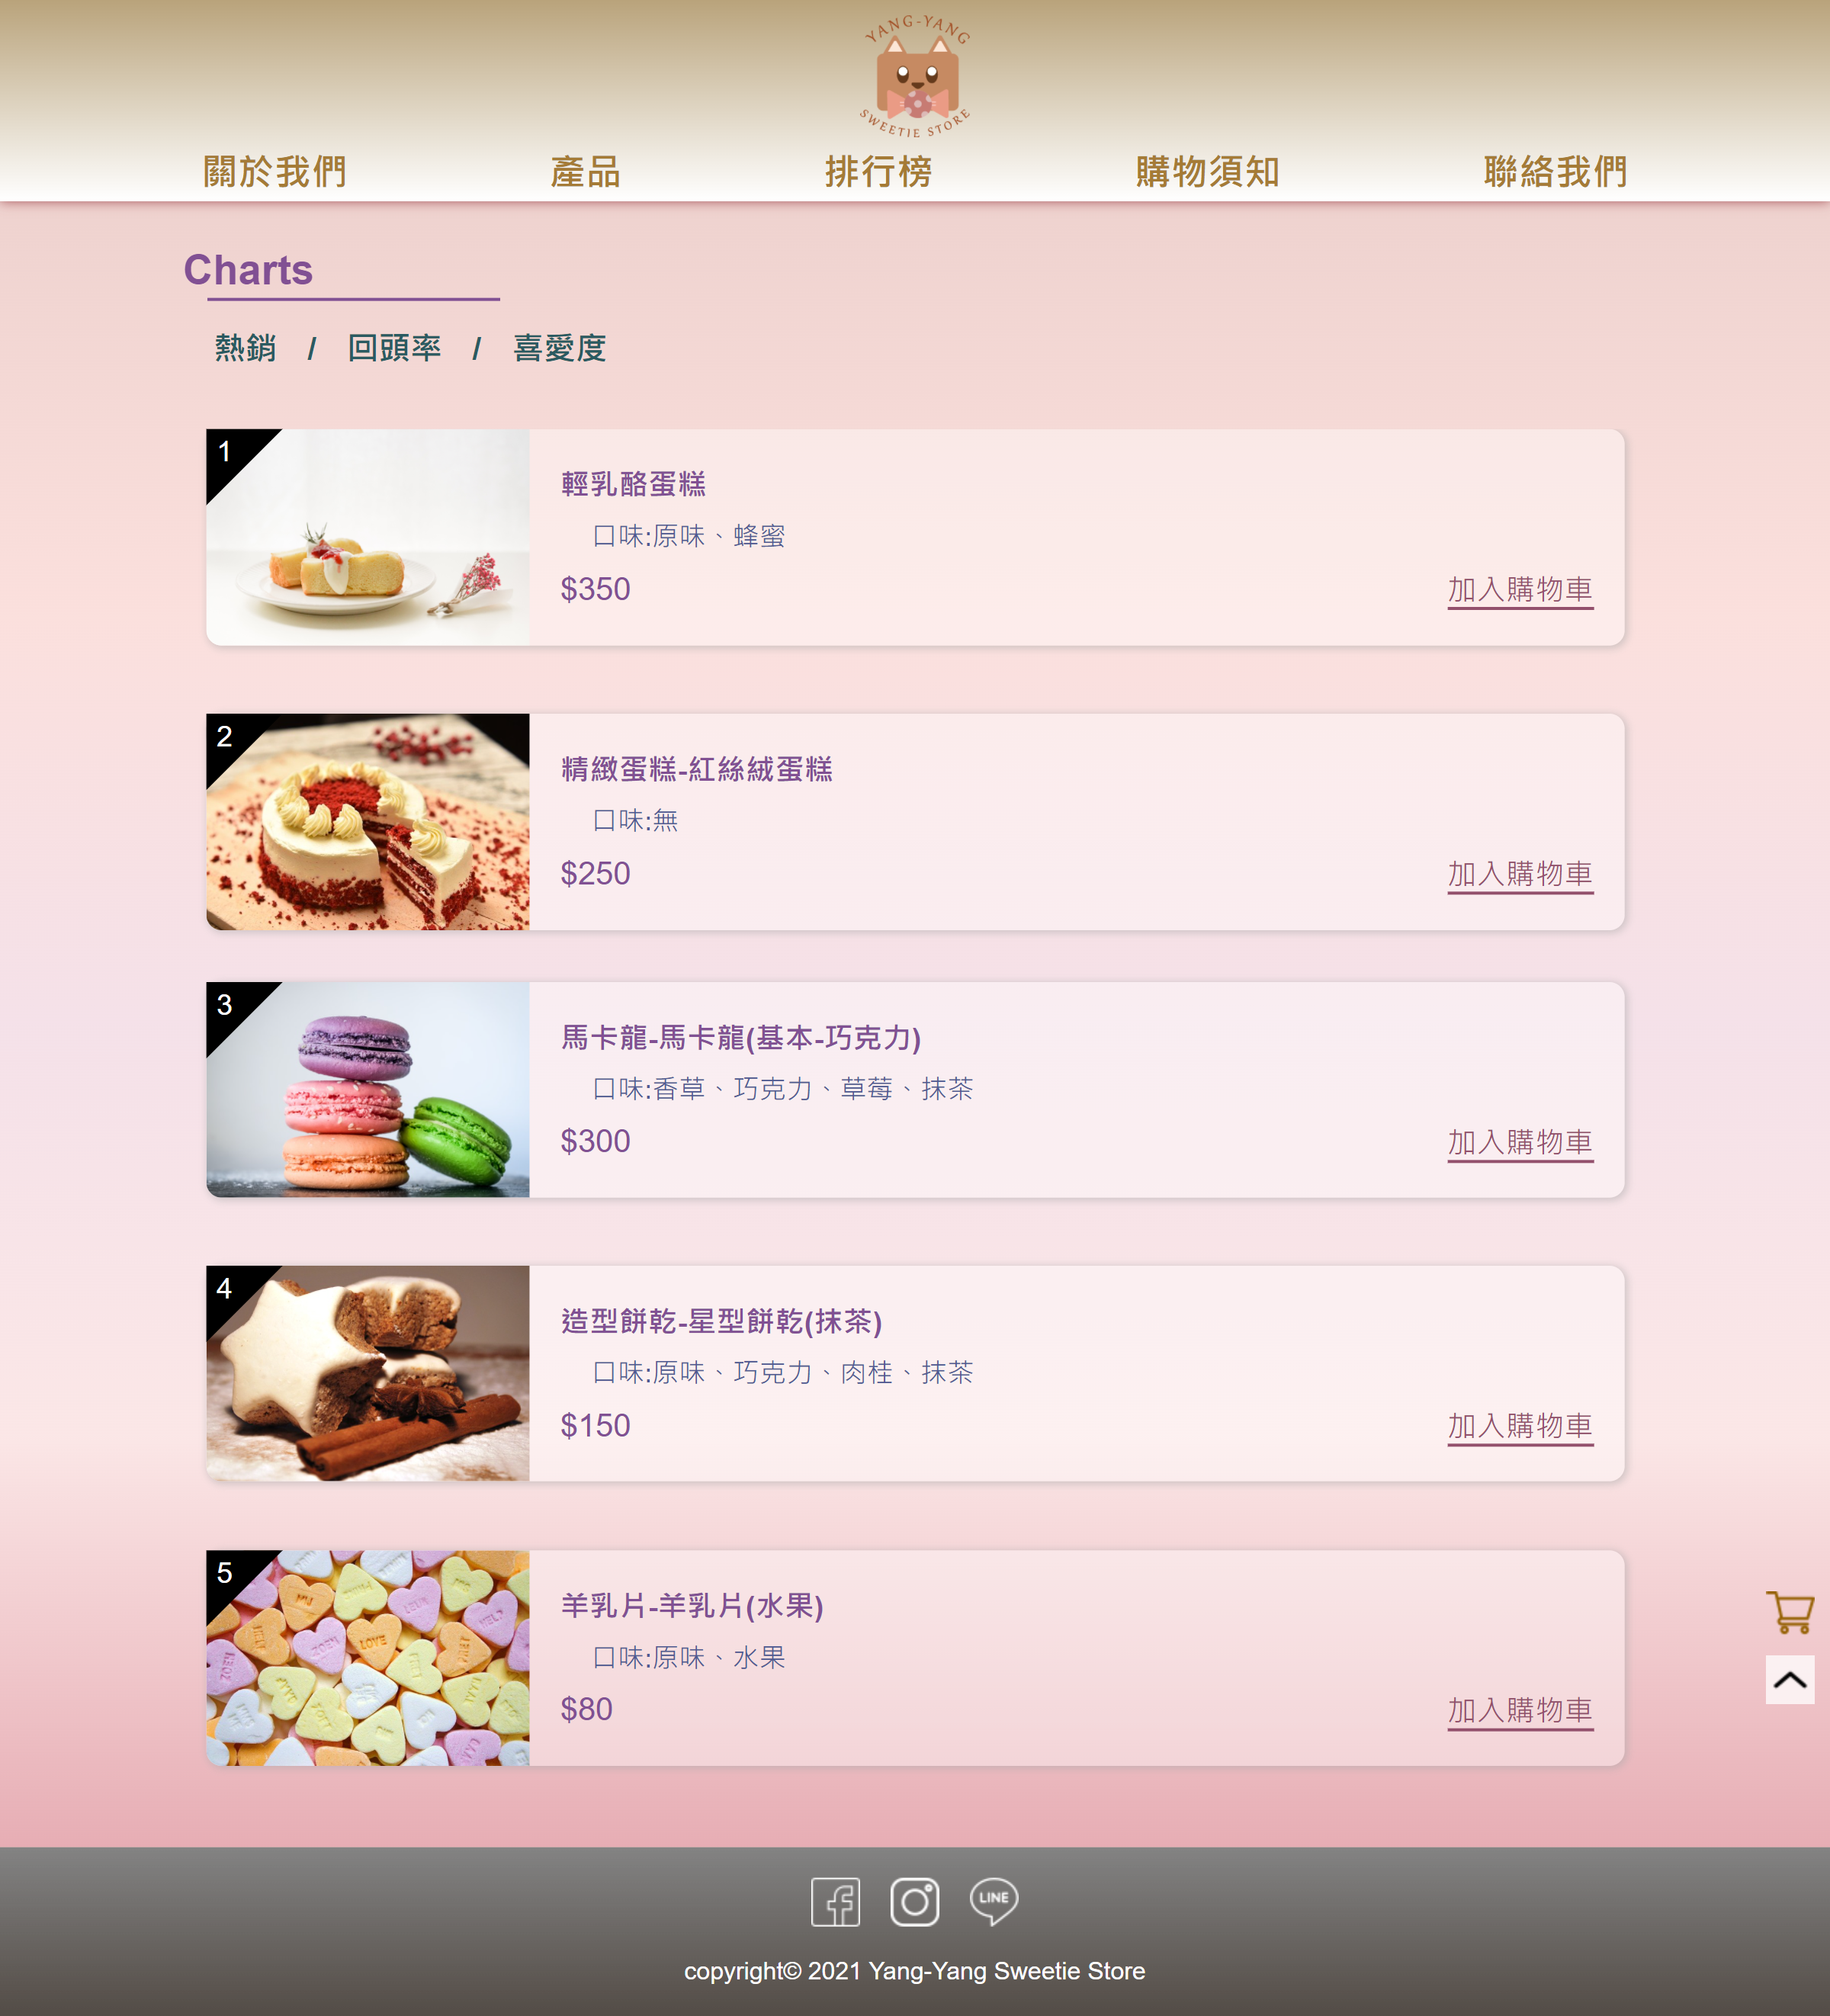 YANG-YANG
SWEETIE STORE
關於我們 產品 排行榜 購物須知 聯絡我們
Charts
熱銷 / 回頭率 / 喜愛度
1
輕乳酪蛋糕
口味:原味、蜂蜜
$350 加入購物車
2
精緻蛋糕-紅絲絨蛋糕
口味:無
$250 加入購物車
3
馬卡龍-馬卡龍(基本-巧克力)
口味:香草、巧克力、草莓、抹茶
$300 加入購物車
4
造型餅乾-星型餅乾(抹茶)
口味:原味、巧克力、肉桂、抹茶
$150 加入購物車
5
LOVE
羊乳片-羊乳片(水果)
口味:原味、水果
$80 加入購物車
LINE
copyright© 2021 Yang-Yang Sweetie Store